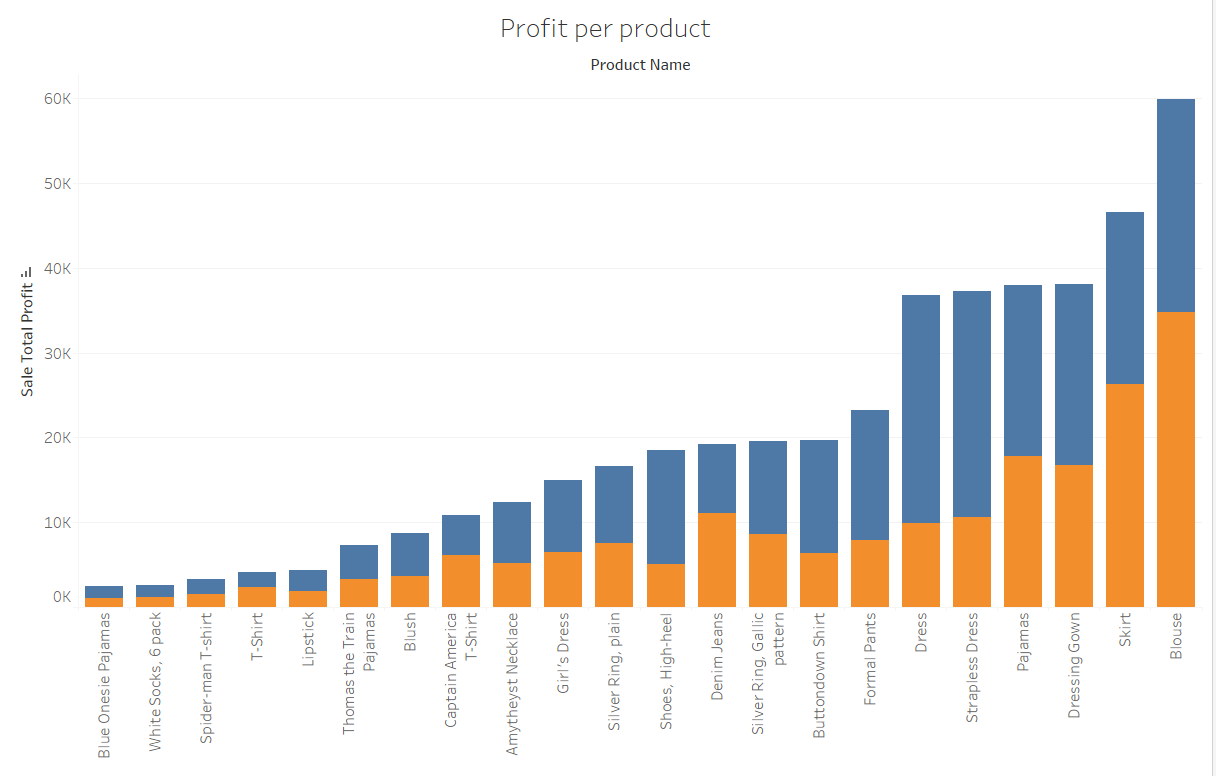 Profit per product
Product Name
Sale Total Profit
60K
50K
40K
30K
20K
10K
0K
Blue Onesie Pajamas
White Socks, 6 pack
Spider-man T-shirt
T-Shirt
Lipstick
Thomas the Train
Pajamas
Blush
Captain America
T-Shirt
Amytheyst Necklace
Girl's Dress
Silver Ring, plain
Shoes, High-heel
Denim Jeans
Silver Ring, Gallic
pattern
Buttondown Shirt
Formal Pants
Dress
Strapless Dress
Pajamas
Dressing Gown
Skirt
Blouse